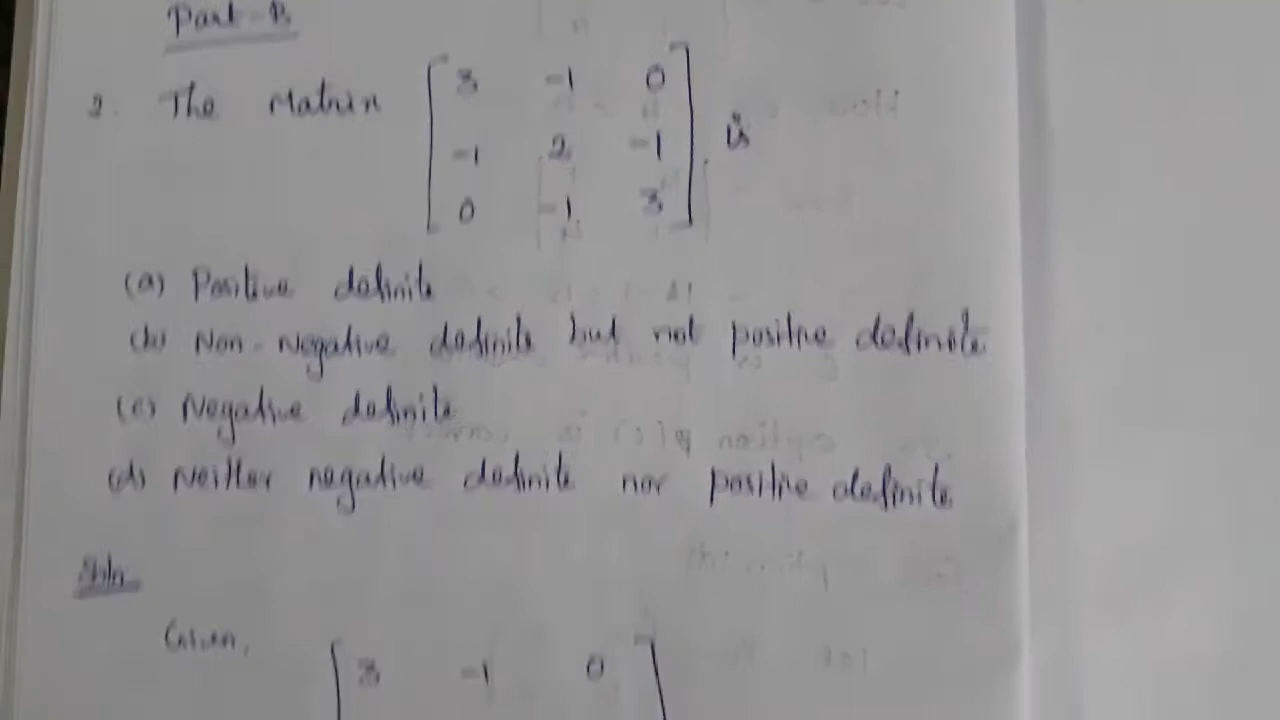 Part-B
2. The Matrix [ 3 -1 0
-1 2 -1
0 -1 3 ] is
(a) Positive definite
(b) Non-Negative definite but not positive definite
(c) Negative definite
(d) Neither negative definite nor positive definite
Soln
Given,
[ 3 -1 0 ]